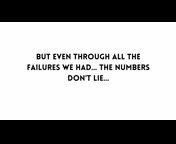 BUT EVEN THROUGH ALL THE
FAILURES WE HAD... THE NUMBERS
DON'T LIE...